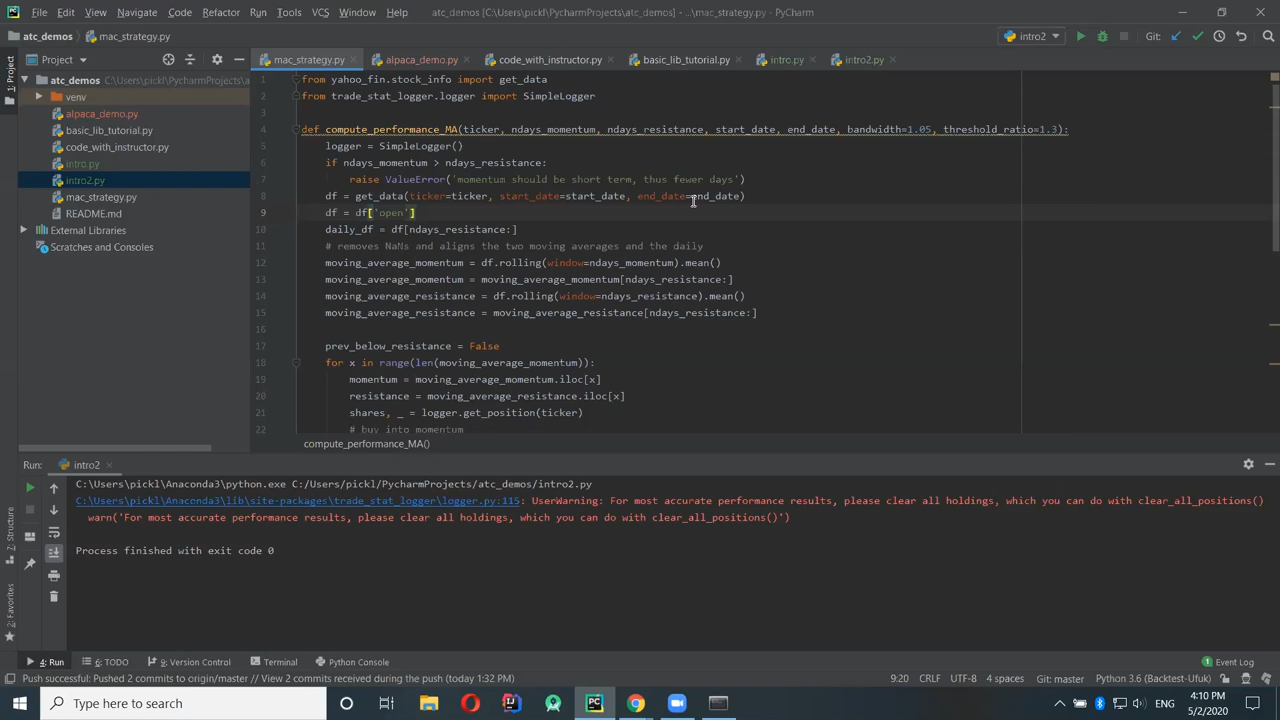 File Edit View Navigate Code Refactor Run Tools VCS Window Help atc_demos [C:\Users\pickl\PycharmProjects\atc_demos] - ...\mac_strategy.py - PyCharm
atc_demos mac_strategy.py intro2 Git:
Project mac_strategy.py alpaca_demo.py code_with_instructor.py basic_lib_tutorial.py intro.py intro2.py
1: Project
atc_demos
venv
alpaca_demo.py
basic_lib_tutorial.py
code_with_instructor.py
intro.py
intro2.py
mac_strategy.py
README.md
External Libraries
Scratches and Consoles
1 from yahoo_fin.stock_info import get_data
2 from trade_stat_logger.logger import SimpleLogger
3
4 def compute_performance_MA(ticker, ndays_momentum, ndays_resistance, start_date, end_date, bandwidth=1.05, threshold_ratio=1.3):
5 logger = SimpleLogger()
6 if ndays_momentum > ndays_resistance:
7 raise ValueError('momentum should be short term, thus fewer days')
8 df = get_data(ticker=ticker, start_date=start_date, end_date=end_date)
9 df = df['open']
10 daily_df = df[ndays_resistance:]
11 # removes NaNs and aligns the two moving averages and the daily
12 moving_average_momentum = df.rolling(window=ndays_momentum).mean()
13 moving_average_momentum = moving_average_momentum[ndays_resistance:]
14 moving_average_resistance = df.rolling(window=ndays_resistance).mean()
15 moving_average_resistance = moving_average_resistance[ndays_resistance:]
16
17 prev_below_resistance = False
18 for x in range(len(moving_average_momentum)):
19 momentum = moving_average_momentum.iloc[x]
20 resistance = moving_average_resistance.iloc[x]
21 shares, _ = logger.get_position(ticker)
22 # buy into momentum
compute_performance_MA()
Run: intro2
C:\Users\pickl\Anaconda3\python.exe C:/Users/pickl/PycharmProjects/atc_demos/intro2.py
C:\Users\pickl\Anaconda3\lib\site-packages\trade_stat_logger\logger.py:115: UserWarning: For most accurate performance results, please clear all holdings, which you can do with clear_all_positions()
warn('For most accurate performance results, please clear all holdings, which you can do with clear_all_positions()')
Process finished with exit code 0
7: Structure
2: Favorites
4: Run 6: TODO 9: Version Control Terminal Python Console 1 Event Log
Push successful: Pushed 2 commits to origin/master // View 2 commits received during the push (today 1:32 PM) 9:20 CRLF UTF-8 4 spaces Git: master Python 3.6 (Backtest-Ufuk)
Type here to search ENG 4:10 PM
5/2/2020